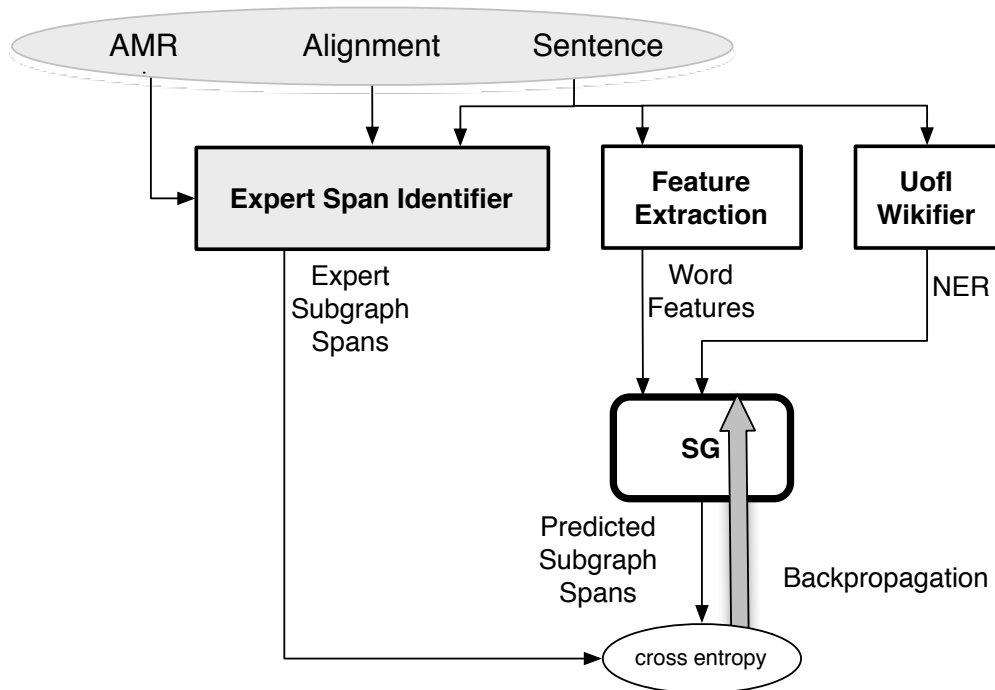 AMR
Alignment
Sentence
Expert Span Identifier
Feature
Extraction
UofI
Wikifier
Expert
Subgraph
Spans
Word
Features
NER
SG
Predicted
Subgraph
Spans
Backpropagation
cross entropy